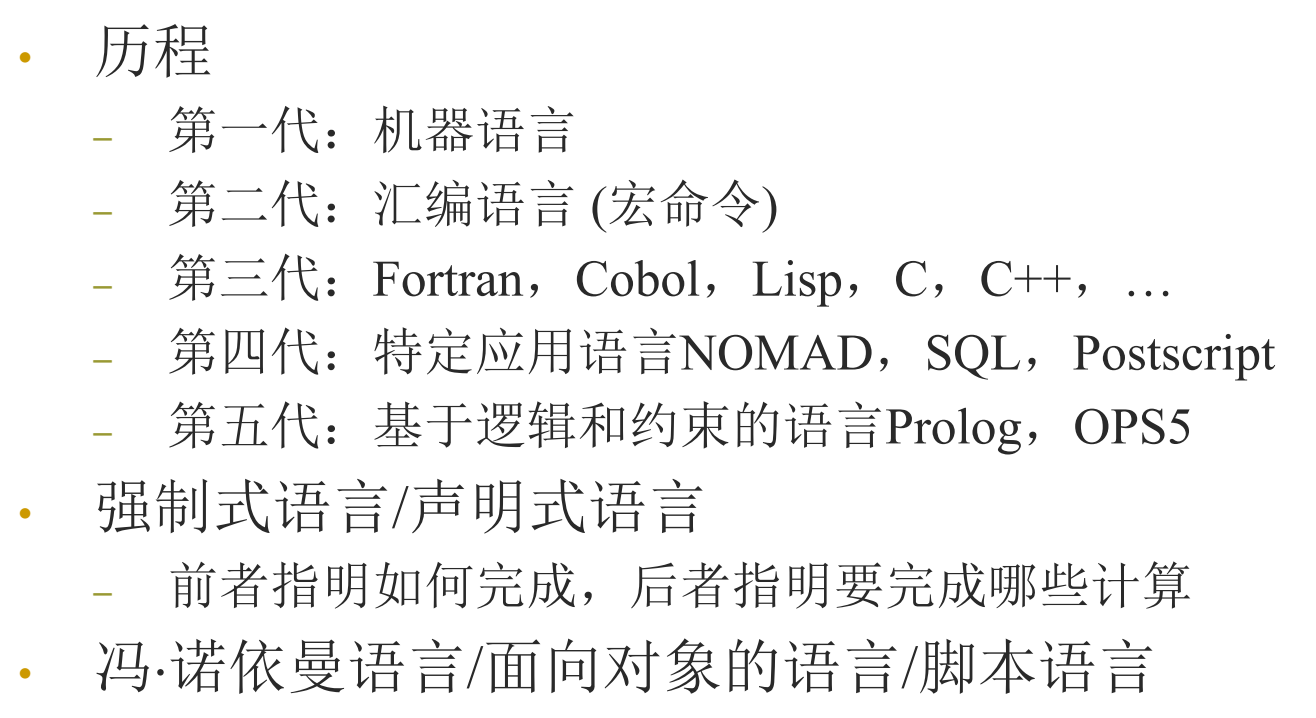 • 历程
– 第一代：机器语言
– 第二代：汇编语言 (宏命令)
– 第三代：Fortran，Cobol，Lisp，C，C++，…
– 第四代：特定应用语言NOMAD，SQL，Postscript
– 第五代：基于逻辑和约束的语言Prolog，OPS5
• 强制式语言/声明式语言
– 前者指明如何完成，后者指明要完成哪些计算
• 冯·诺依曼语言/面向对象的语言/脚本语言